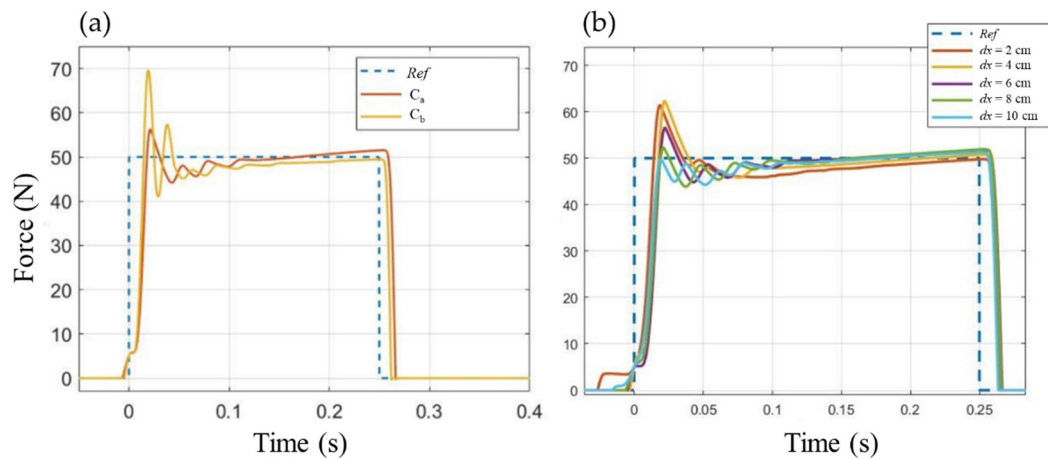 (a)
70
60
50
40
30
20
10
0
0
0.1
0.2
0.3
0.4
Force (N)
Time (s)
Ref
Ca
Cb
(b)
70
60
50
40
30
20
10
0
0
0.05
0.1
0.15
0.2
0.25
Time (s)
Ref
dx = 2 cm
dx = 4 cm
dx = 6 cm
dx = 8 cm
dx = 10 cm